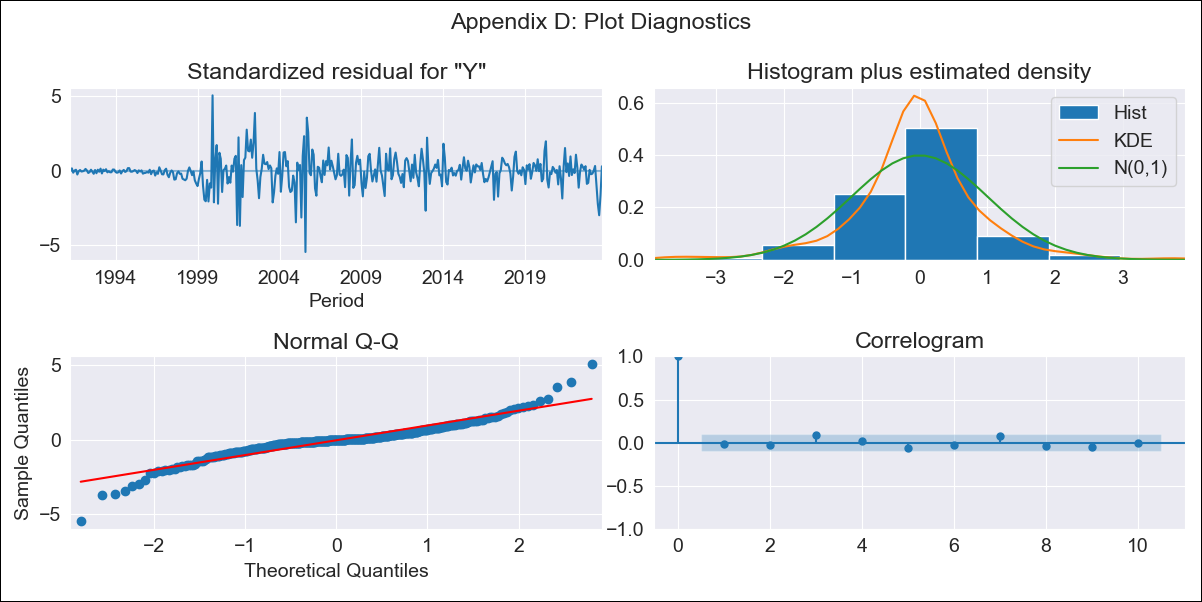 Appendix D: Plot Diagnostics
Standardized residual for "Y"
5
0
−5
1994 1999 2004 2009 2014 2019
Period
Histogram plus estimated density
0.6
0.4
0.2
0.0
−3 −2 −1 0 1 2 3
Hist
KDE
N(0,1)
Normal Q-Q
Sample Quantiles
5
0
−5
−2 −1 0 1 2
Theoretical Quantiles
Correlogram
1.0
0.5
0.0
−0.5
−1.0
0 2 4 6 8 10